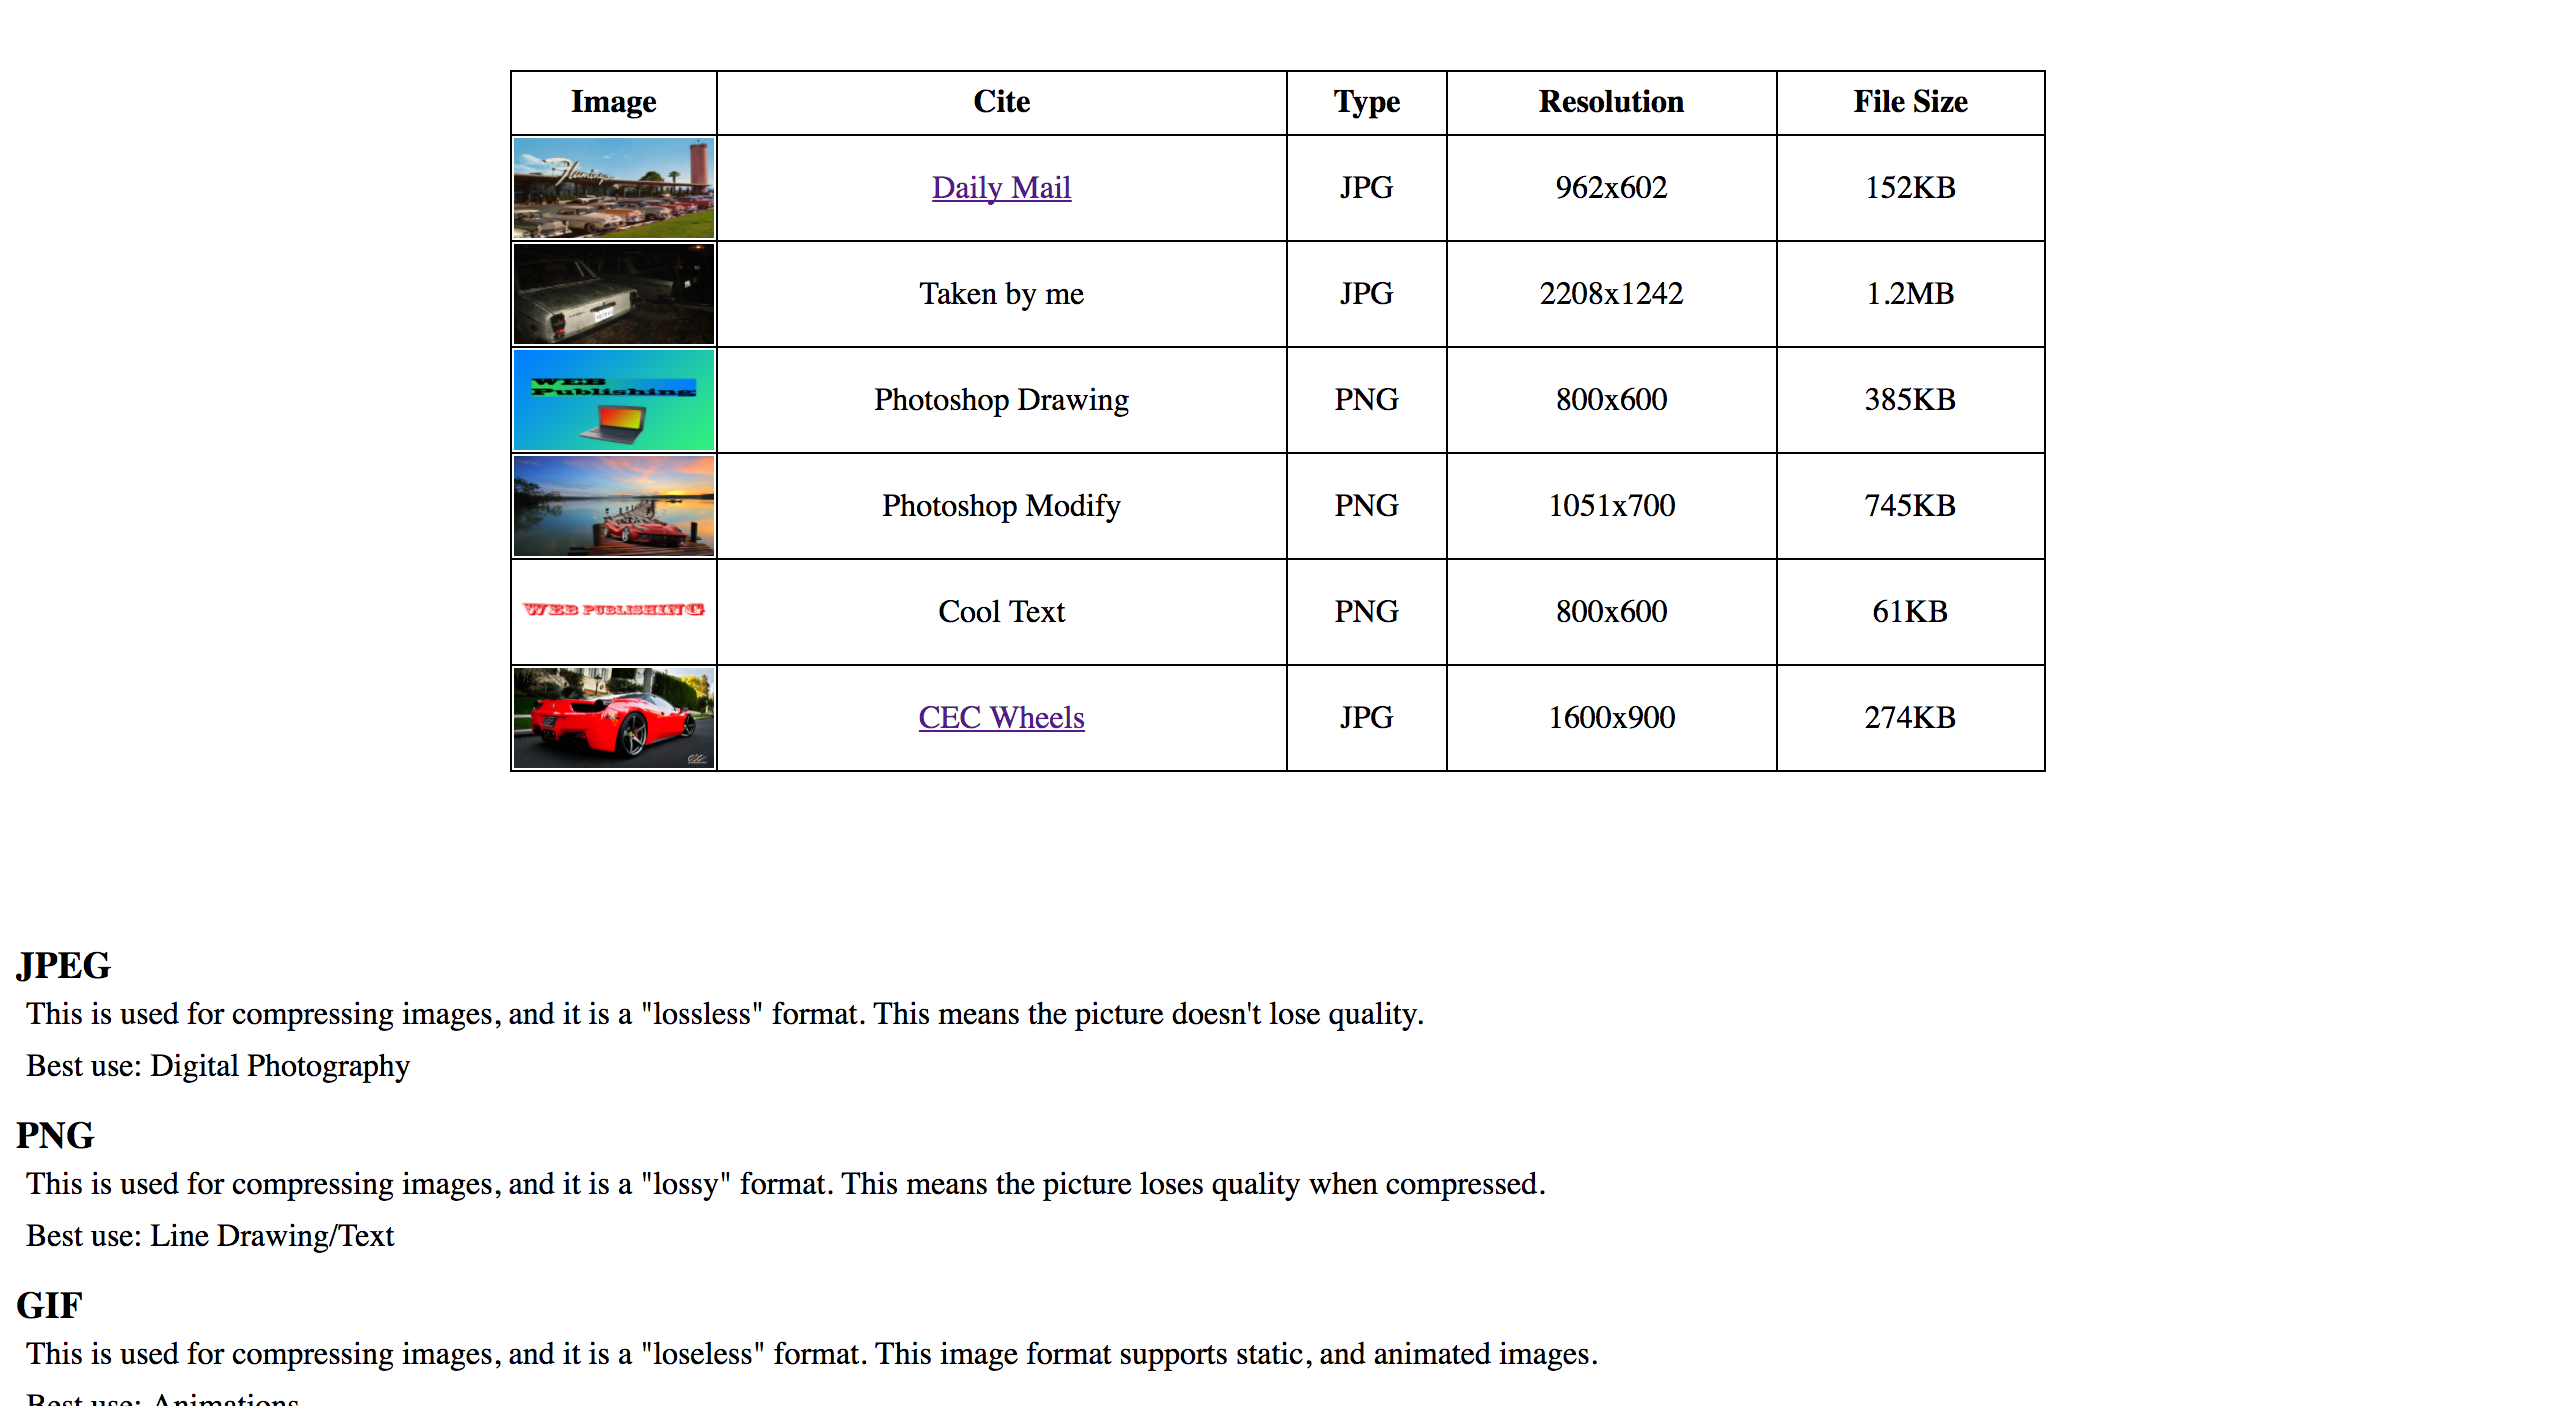 Image Cite Type Resolution File Size
Flamingo
Daily Mail JPG 962x602 152KB
Taken by me JPG 2208x1242 1.2MB
WEB
Publishing
Photoshop Drawing PNG 800x600 385KB
Photoshop Modify PNG 1051x700 745KB
WEB PUBLISHING Cool Text PNG 800x600 61KB
CEC Wheels JPG 1600x900 274KB
JPEG
This is used for compressing images, and it is a "lossless" format. This means the picture doesn't lose quality.
Best use: Digital Photography
PNG
This is used for compressing images, and it is a "lossy" format. This means the picture loses quality when compressed.
Best use: Line Drawing/Text
GIF
This is used for compressing images, and it is a "loseless" format. This image format supports static, and animated images.
Best use: Animations